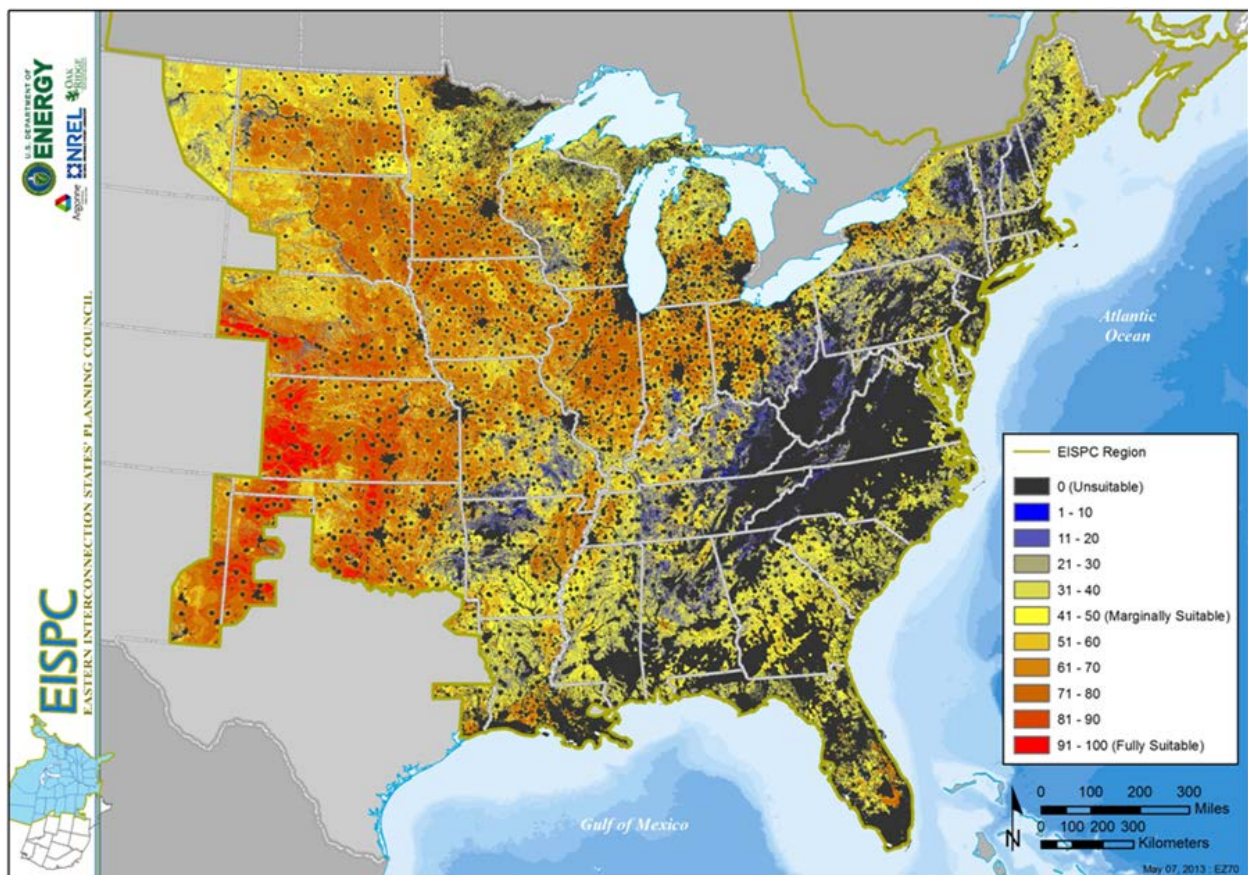 U.S. DEPARTMENT OF
ENERGY
OAK
RIDGE
Argonne
NREL
EISPC
EASTERN INTERCONNECTION STATES' PLANNING COUNCIL
Atlantic
Ocean
Gulf of Mexico
EISPC Region
0 (Unsuitable)
1 - 10
11 - 20
21 - 30
31 - 40
41 - 50 (Marginally Suitable)
51 - 60
61 - 70
71 - 80
81 - 90
91 - 100 (Fully Suitable)
0 100 200 300
Miles
0 100 200 300
Kilometers
N
May 07, 2013 : EZ70